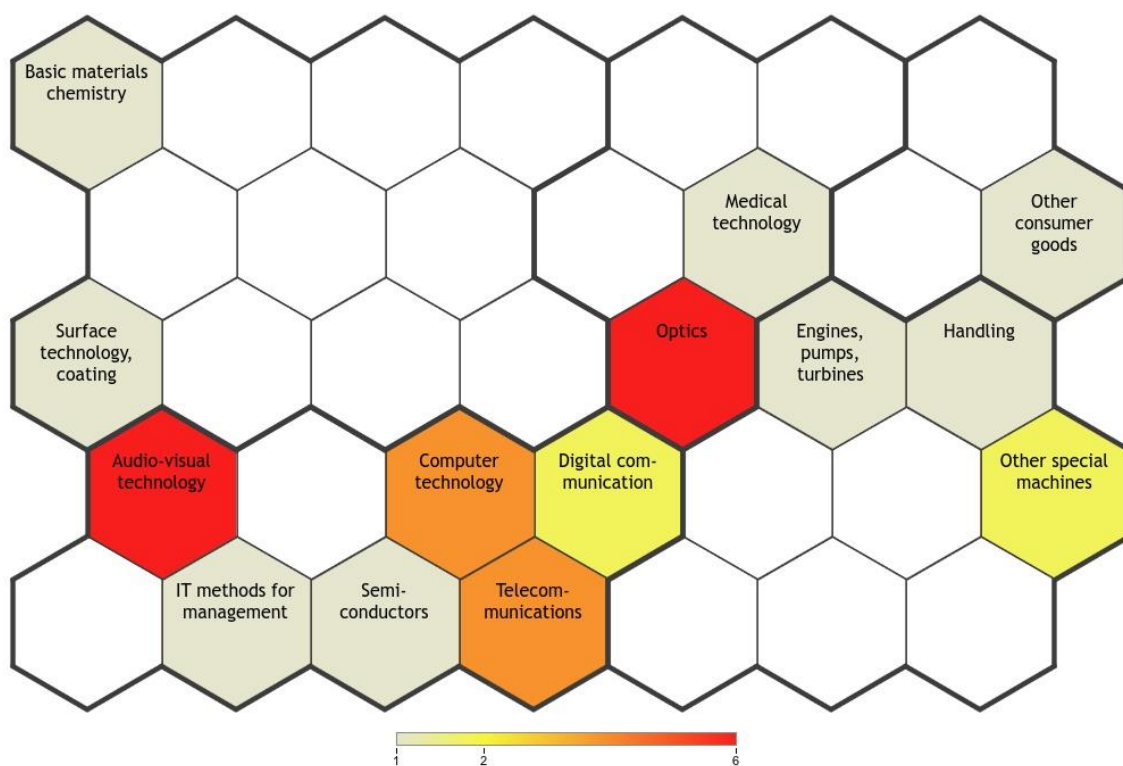 Basic materials
chemistry
Medical
technology
Other
consumer
goods
Surface
technology,
coating
Optics
Engines,
pumps,
turbines
Handling
Audio-visual
technology
Computer
technology
Digital com-
munication
Other special
machines
IT methods for
management
Semi-
conductors
Telecom-
munications
1 2 6